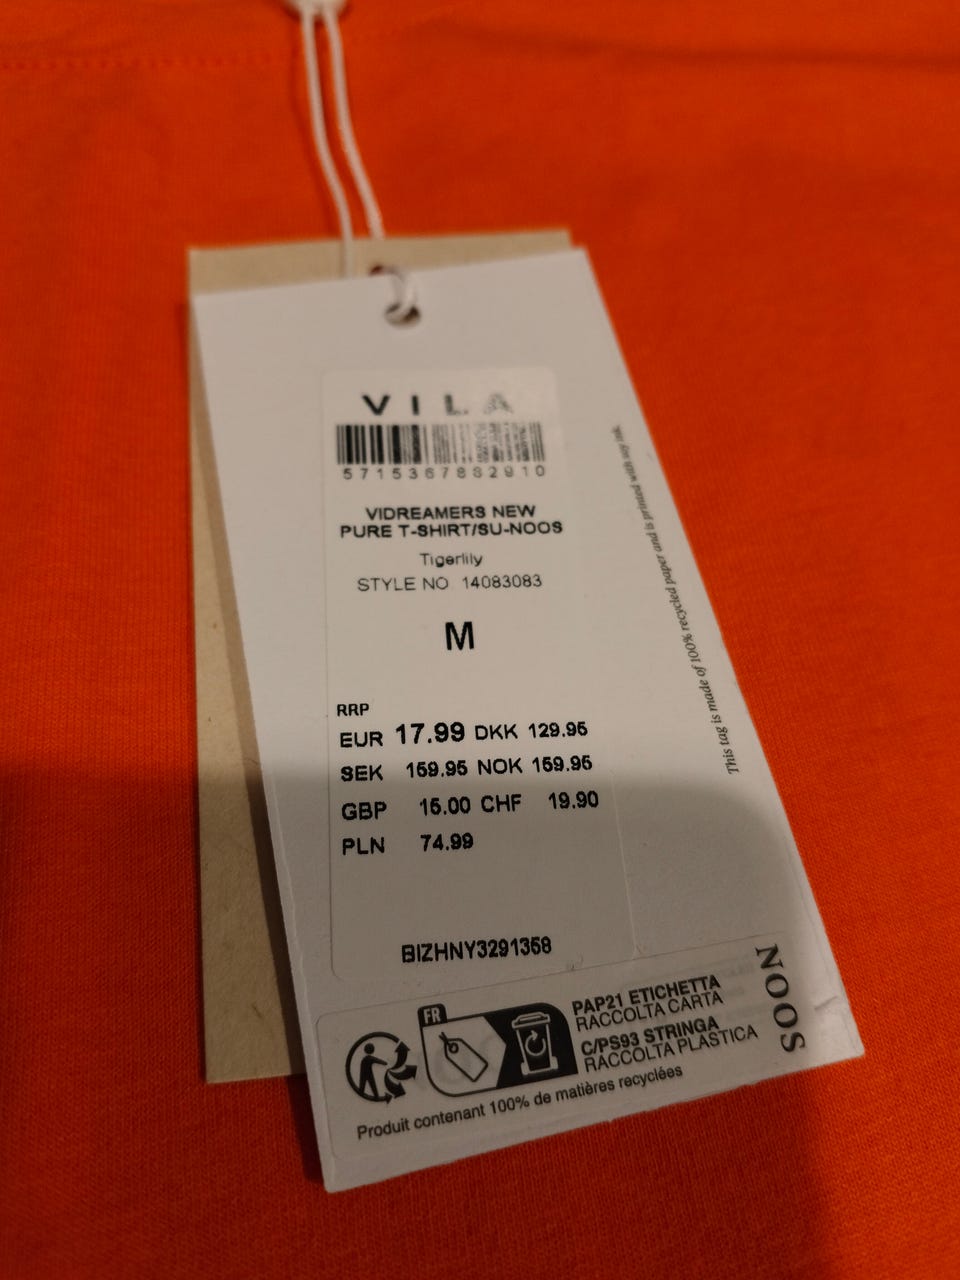 VILA
5715367882910
VIDREAMERS NEW
PURE T-SHIRT/SU-NOOS
Tigerlily
STYLE NO 14083083
M
RRP
EUR 17.99 DKK 129.95
SEK 159.95 NOK 159.95
GBP 15.00 CHF 19.90
PLN 74.99
BIZHNY3291358
This tag is made of 100% recycled paper and is printed with soy ink.
NOOS
FR
PAP21 ETICHETTA
RACCOLTA CARTA
C/PS93 STRINGA
RACCOLTA PLASTICA
Produit contenant 100% de matières recyclées